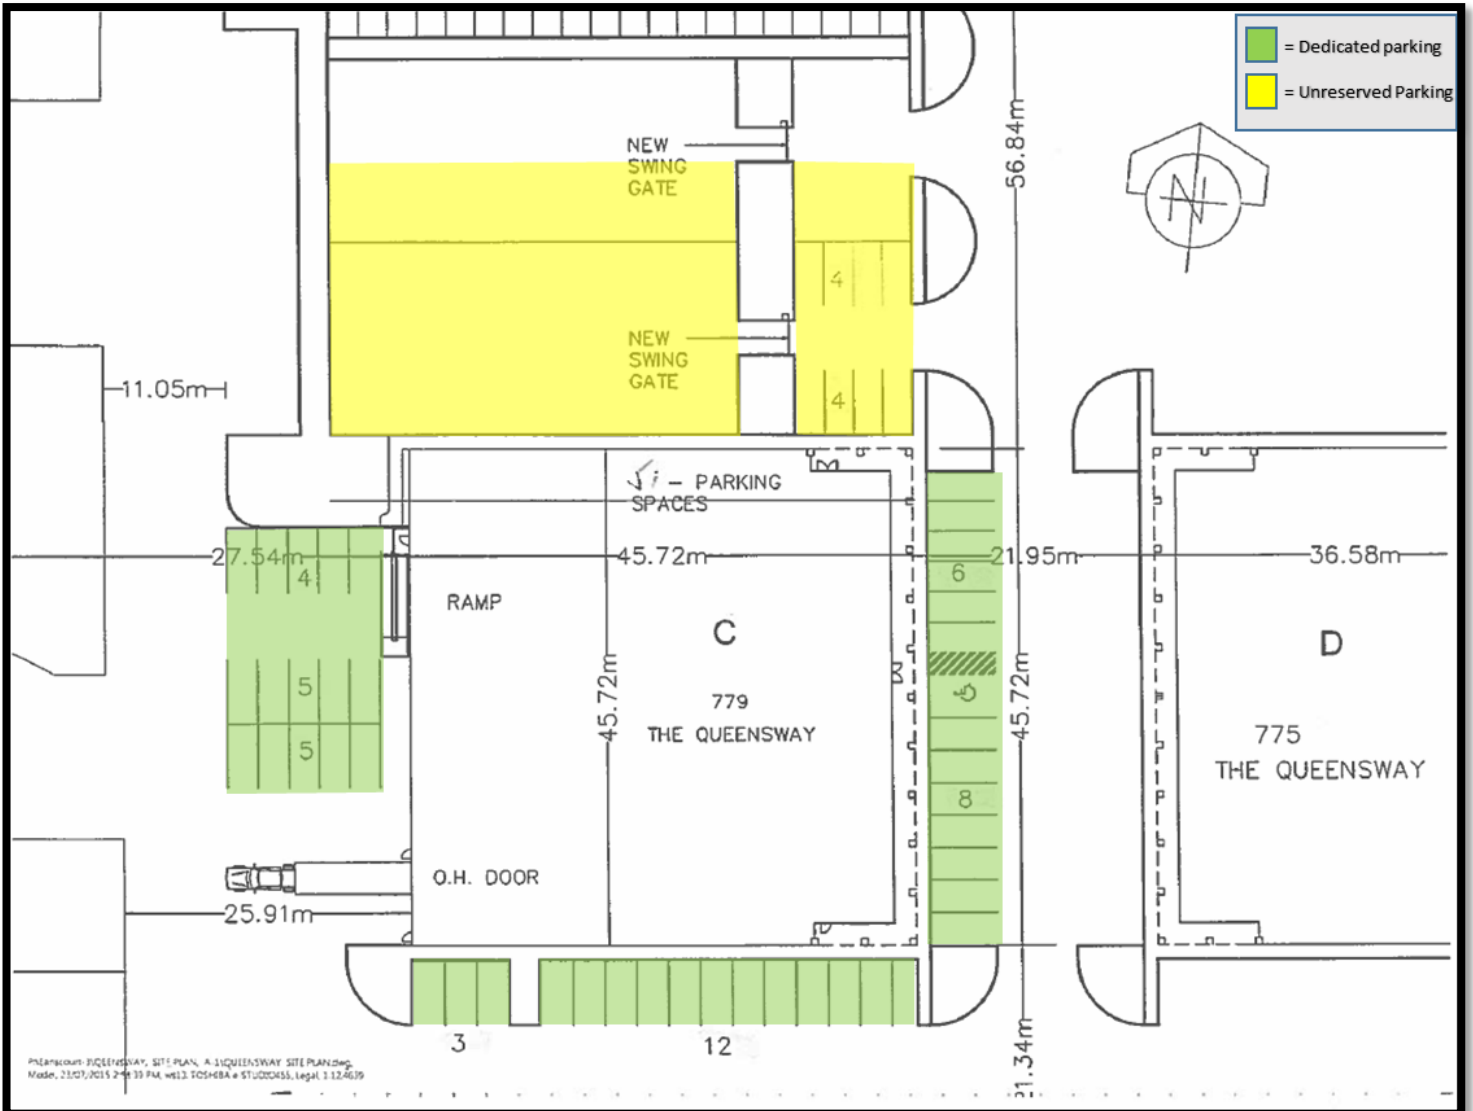 = Dedicated parking
= Unreserved Parking
56.84m
NEW
SWING
GATE
N
4
NEW
SWING
GATE
11.05m
4
PARKING
SPACES
27.54m
45.72m
21.95m
36.58m
4
6
RAMP
C
D
5
45.72m
779
THE QUEENSWAY
5
45.72m
775
THE QUEENSWAY
5
8
O.H. DOOR
25.91m
3
12
1.34m